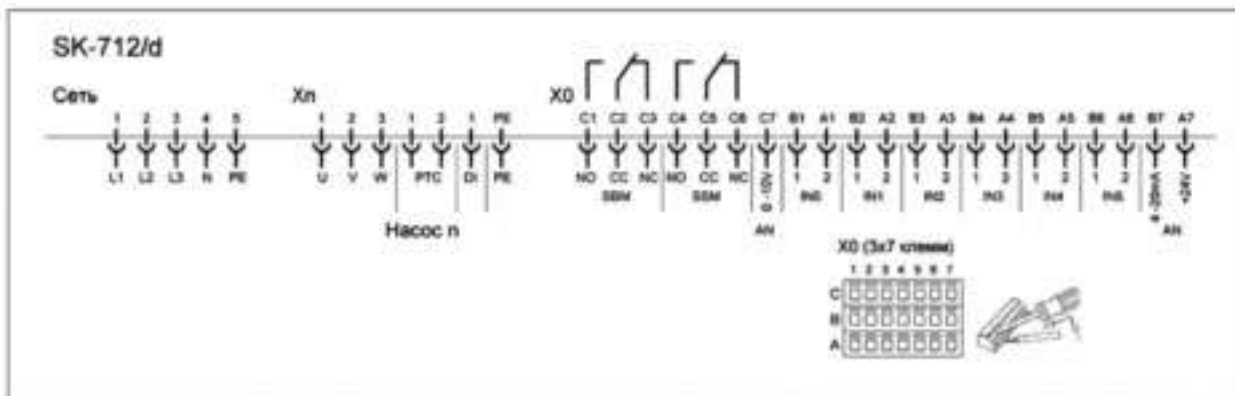 SK-712/d
Сеть Xn X0
1 2 3 4 5 1 2 3 1 2 1 PE C1 C2 C3 C4 C5 C6 C7 B1 A1 B2 A2 B3 A3 B4 A4 B5 A5 B6 A6 B7 A7
L1 L2 L3 N PE U V W PTC Di PE NO CC NC NO CC NC 0 -10V 1 2 1 2 1 2 1 2 1 2 1 2 4 -20mA +24V
SBM SSM IN0 IN1 IN2 IN3 IN4 IN5
Насос n AN AN
X0 (3x7 клемм)
1 2 3 4 5 6 7
C
B
A